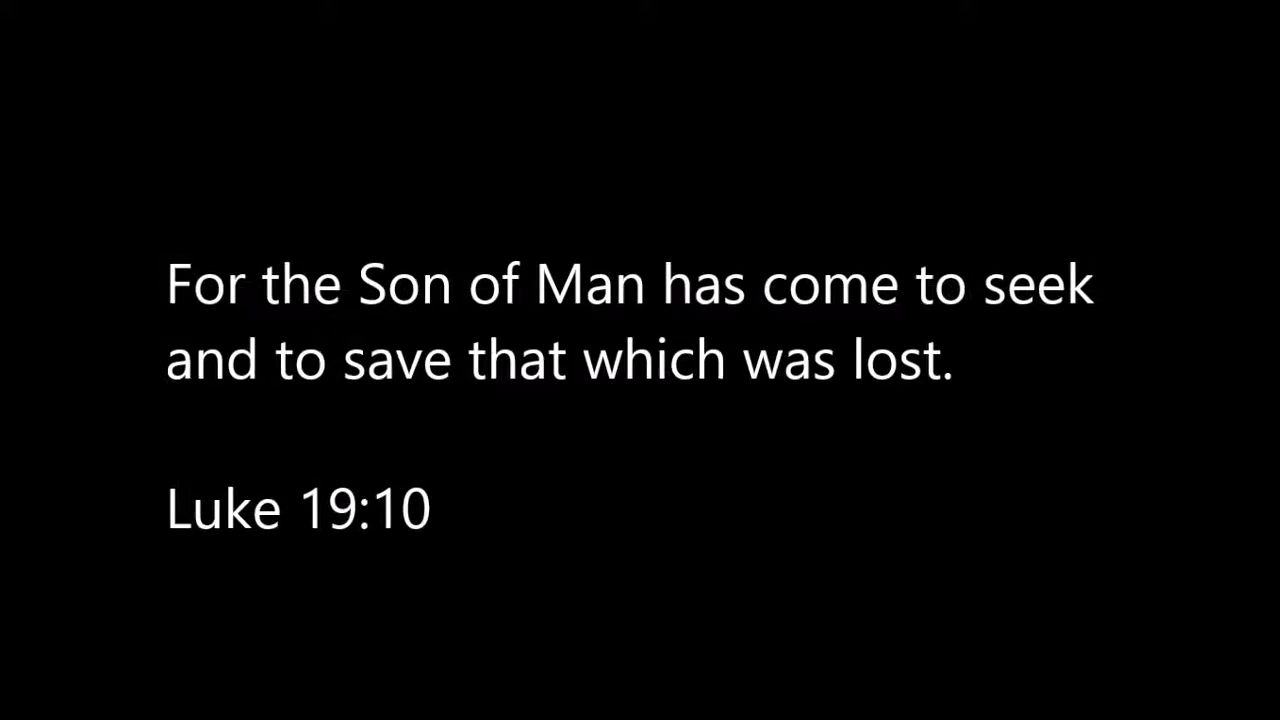 For the Son of Man has come to seek
and to save that which was lost.
Luke 19:10